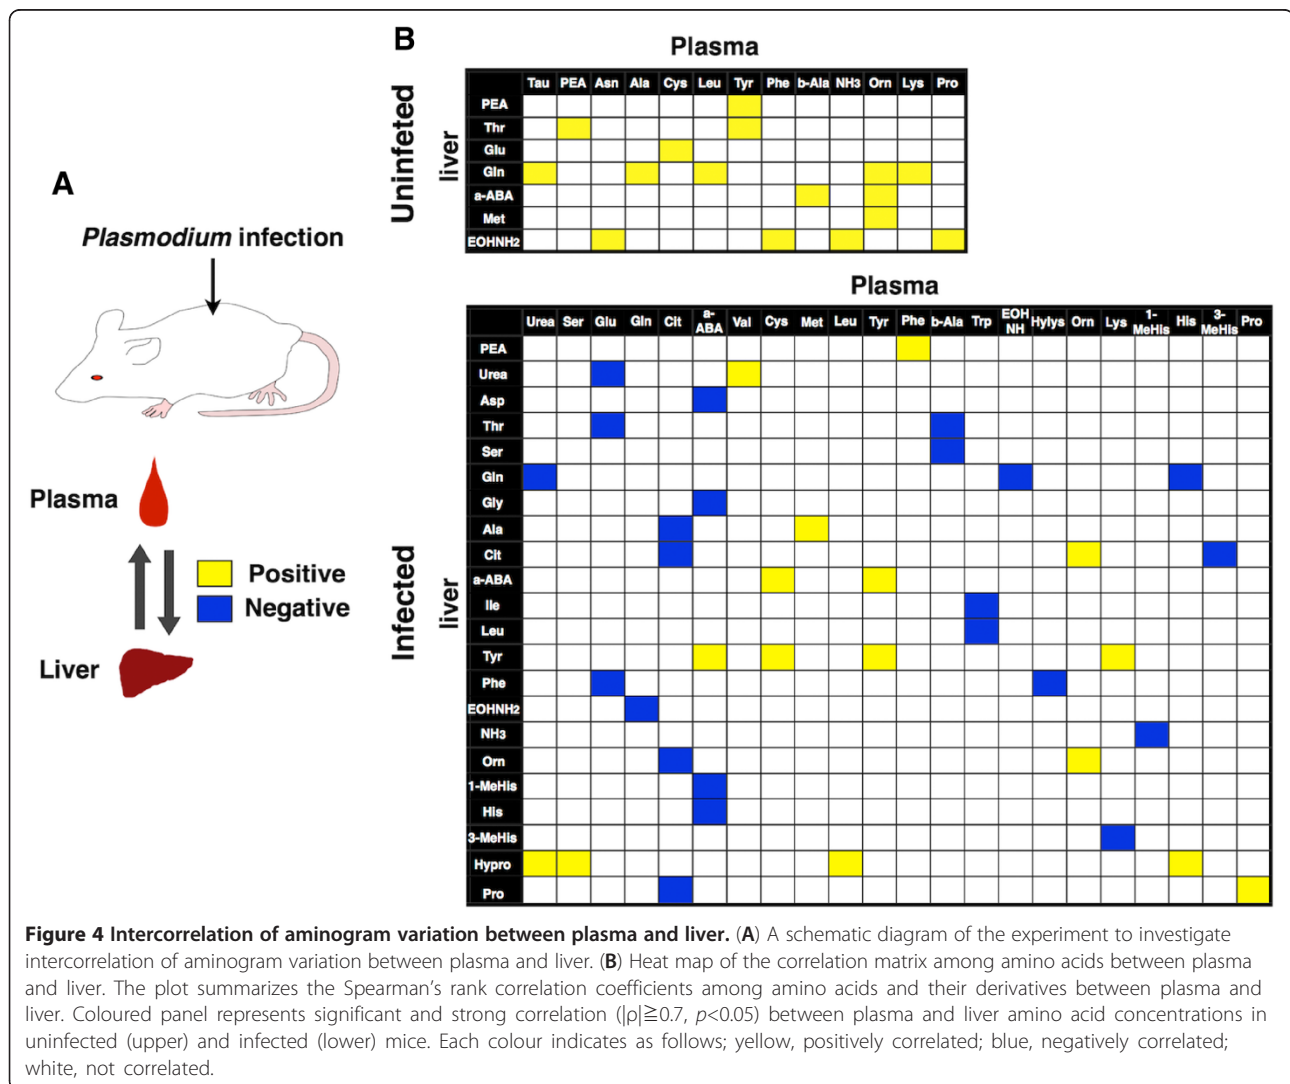 A
Plasmodium infection
Plasma
Positive
Negative
Liver
B
Plasma
Uninfeted
liver
Tau PEA Asn Ala Cys Leu Tyr Phe b-Ala NH3 Orn Lys Pro
PEA
Thr
Glu
Gln
a-ABA
Met
EOHNH2
Plasma
Infected
liver
Urea Ser Glu Gln Cit a-ABA Val Cys Met Leu Tyr Phe b-Ala Trp EOH NH Hylys Orn Lys 1-MeHis His 3-MeHis Pro
PEA
Urea
Asp
Thr
Ser
Gln
Gly
Ala
Cit
a-ABA
Ile
Leu
Tyr
Phe
EOHNH2
NH3
Orn
1-MeHis
His
3-MeHis
Hypro
Pro
Figure 4 Intercorrelation of aminogram variation between plasma and liver. (A) A schematic diagram of the experiment to investigate
intercorrelation of aminogram variation between plasma and liver. (B) Heat map of the correlation matrix among amino acids between plasma
and liver. The plot summarizes the Spearman's rank correlation coefficients among amino acids and their derivatives between plasma and
liver. Coloured panel represents significant and strong correlation (|ρ|≧0.7, p<0.05) between plasma and liver amino acid concentrations in
uninfected (upper) and infected (lower) mice. Each colour indicates as follows; yellow, positively correlated; blue, negatively correlated;
white, not correlated.